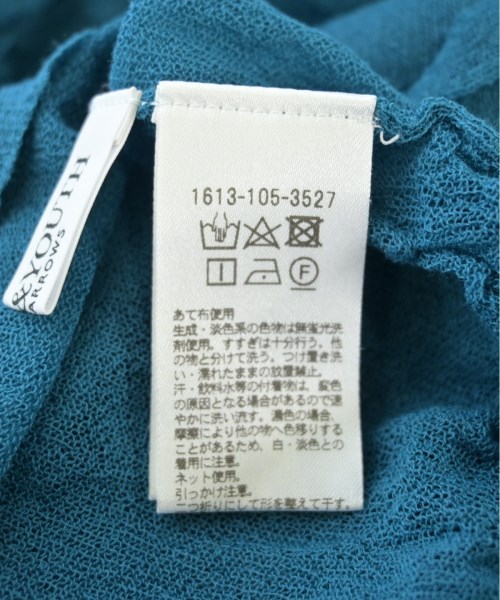 &YOUTH
ARROWS
1613-105-3527
F
あて布使用
生成・淡色系の色物は無蛍光洗
剤使用。すすぎは十分行う。他
の物と分けて洗う。つけ置き洗
い・濡れたままの放置禁止。
汗・飲料水等の付着物は、変色
の原因となる場合があるので速
やかに洗い流す。濃色の場合、
摩擦により他の物へ色移りする
ことがあるため、白・淡色との
着用に注意。
ネット使用。
引っかけ注意。
二つ折りにして形を整えて干す。